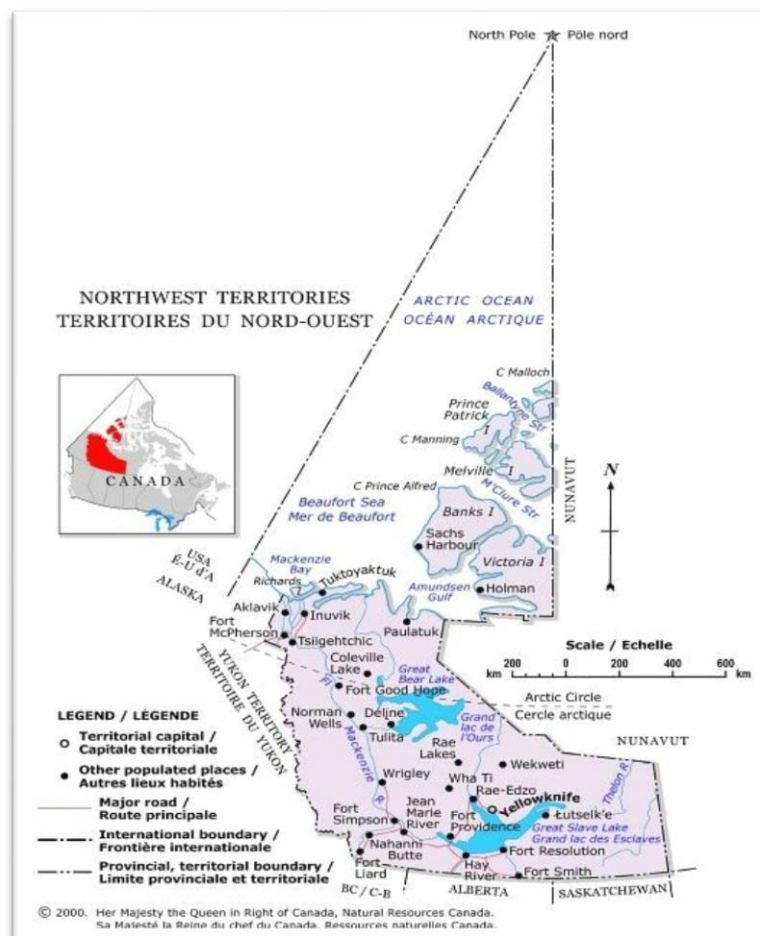 North Pole Pôle nord
NORTHWEST TERRITORIES
TERRITOIRES DU NORD-OUEST
ARCTIC OCEAN
OCÉAN ARCTIQUE
CANADA
C Malloch
Ballantyne Str
Prince
Patrick
I
C Manning
Melville I
M'Clure Str
NUNAVUT
N
C Prince Alfred
Banks I
Beaufort Sea
Mer de Beaufort
Sachs
Harbour
Victoria I
USA
É-U d'A
ALASKA
Mackenzie
Bay
Richards
Tuktoyaktuk
Amundsen
Gulf
Holman
Aklavik
Inuvik
Fort
McPherson
Tsiigehtchic
Paulatuk
Scale / Echelle
km 200 0 200 400 600 km
YUKON TERRITORY
TERRITOIRE DU YUKON
Coleville
Lake
Great
Bear Lake
Fort Good Hope
Arctic Circle
Cercle arctique
LEGEND / LÉGENDE
Territorial capital /
Capitale territoriale
Other populated places /
Autres lieux habités
Major road /
Route principale
International boundary /
Frontière internationale
Provincial, territorial boundary /
Limite provinciale et territoriale
Norman
Wells
Déline
Tulita
Grand
lac de
l'Ours
NUNAVUT
Mackenzie R
Rae
Lakes
Wekweti
Wrigley
Wha Ti
Rae-Edzo
Yellowknife
Thelon R
Fort
Simpson
Jean
Marie
River
Fort
Providence
Łutselk'e
Great Slave Lake
Grand lac des Esclaves
Nahanni
Butte
Fort Resolution
Fort
Liard
Hay
River
Fort Smith
BC / C-B
ALBERTA
SASKATCHEWAN
© 2000. Her Majesty the Queen in Right of Canada, Natural Resources Canada.
Sa Majesté la Reine du chef du Canada, Ressources naturelles Canada.